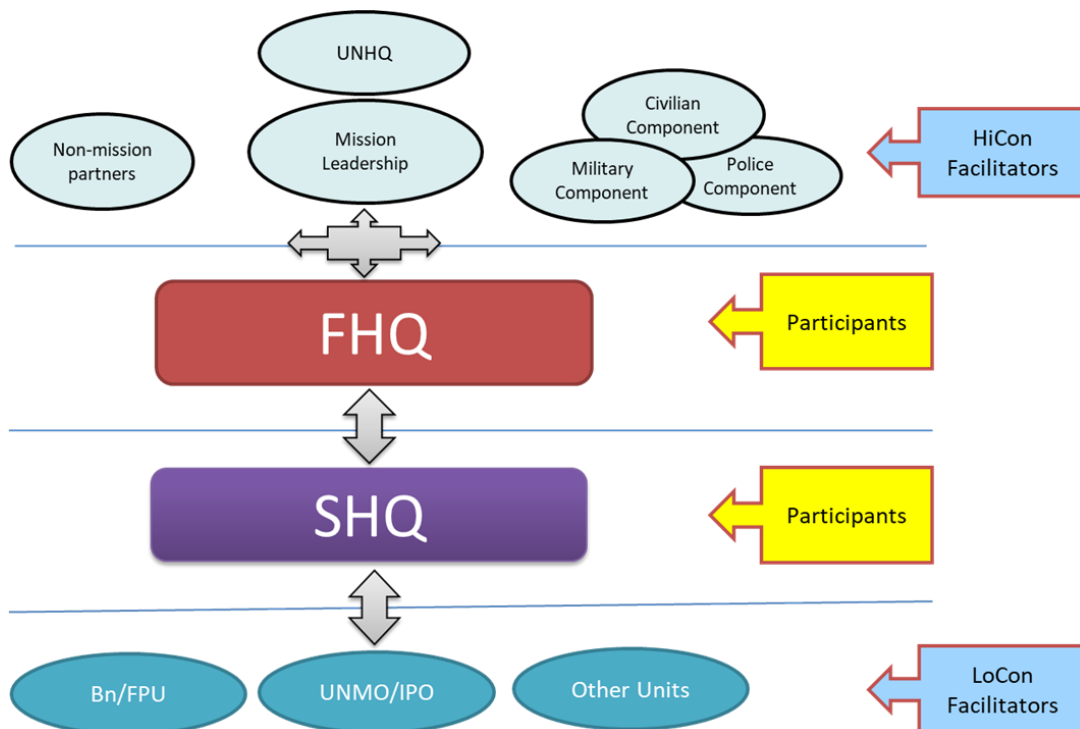 UNHQ
Civilian
Component
HiCon
Facilitators
Non-mission
partners
Mission
Leadership
Military
Component
Police
Component
FHQ
Participants
SHQ
Participants
Bn/FPU
UNMO/IPO
Other Units
LoCon
Facilitators